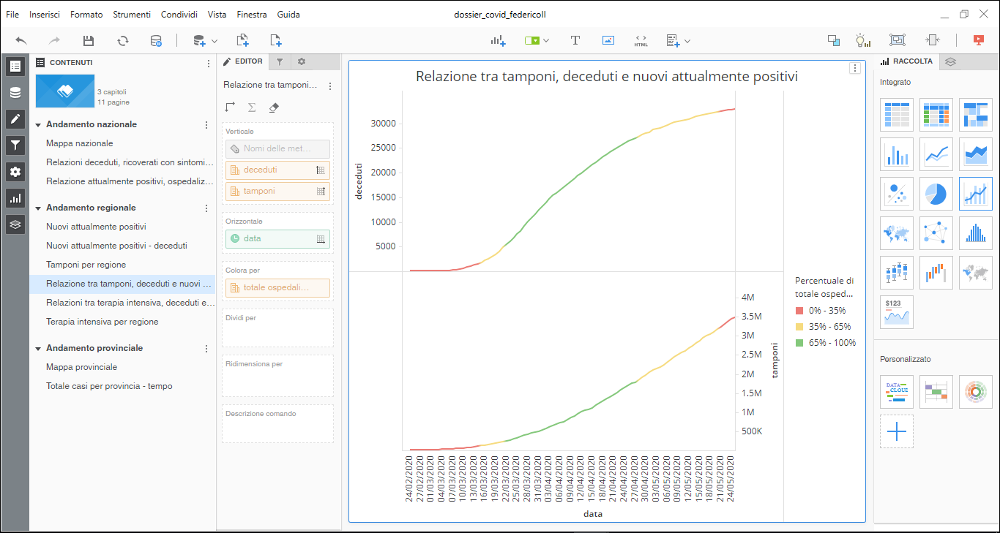 File Inserisci Formato Strumenti Condividi Vista Finestra Guida
dossier_covid_federicoII
HTML
CONTENUTI
3 capitoli
11 pagine
Andamento nazionale
Mappa nazionale
Relazioni deceduti, ricoverati con sintomi...
Relazione attualmente positivi, ospedaliz...
Andamento regionale
Nuovi attualmente positivi
Nuovi attualmente positivi - deceduti
Tamponi per regione
Relazione tra tamponi, deceduti e nuovi ...
Relazioni tra terapia intensiva, deceduti e...
Terapia intensiva per regione
Andamento provinciale
Mappa provinciale
Totale casi per provincia - tempo
EDITOR
Relazione tra tamponi...
Verticale
Nomi delle met...
deceduti
tamponi
Orizzontale
data
Colora per
totale ospedali...
Dividi per
Ridimensiona per
Descrizione comando
Relazione tra tamponi, deceduti e nuovi attualmente positivi
deceduti
30000
25000
20000
15000
10000
5000
4M
3.5M
3M
2.5M
2M
1.5M
1M
500K
tamponi
24/02/2020
27/02/2020
01/03/2020
04/03/2020
07/03/2020
10/03/2020
13/03/2020
16/03/2020
19/03/2020
22/03/2020
25/03/2020
28/03/2020
31/03/2020
03/04/2020
06/04/2020
09/04/2020
12/04/2020
15/04/2020
18/04/2020
21/04/2020
24/04/2020
27/04/2020
30/04/2020
03/05/2020
06/05/2020
09/05/2020
12/05/2020
15/05/2020
18/05/2020
21/05/2020
24/05/2020
data
Percentuale di
totale osped...
0% - 35%
35% - 65%
65% - 100%
RACCOLTA
Integrato
$123
Personalizzato
DATA
CLOUD